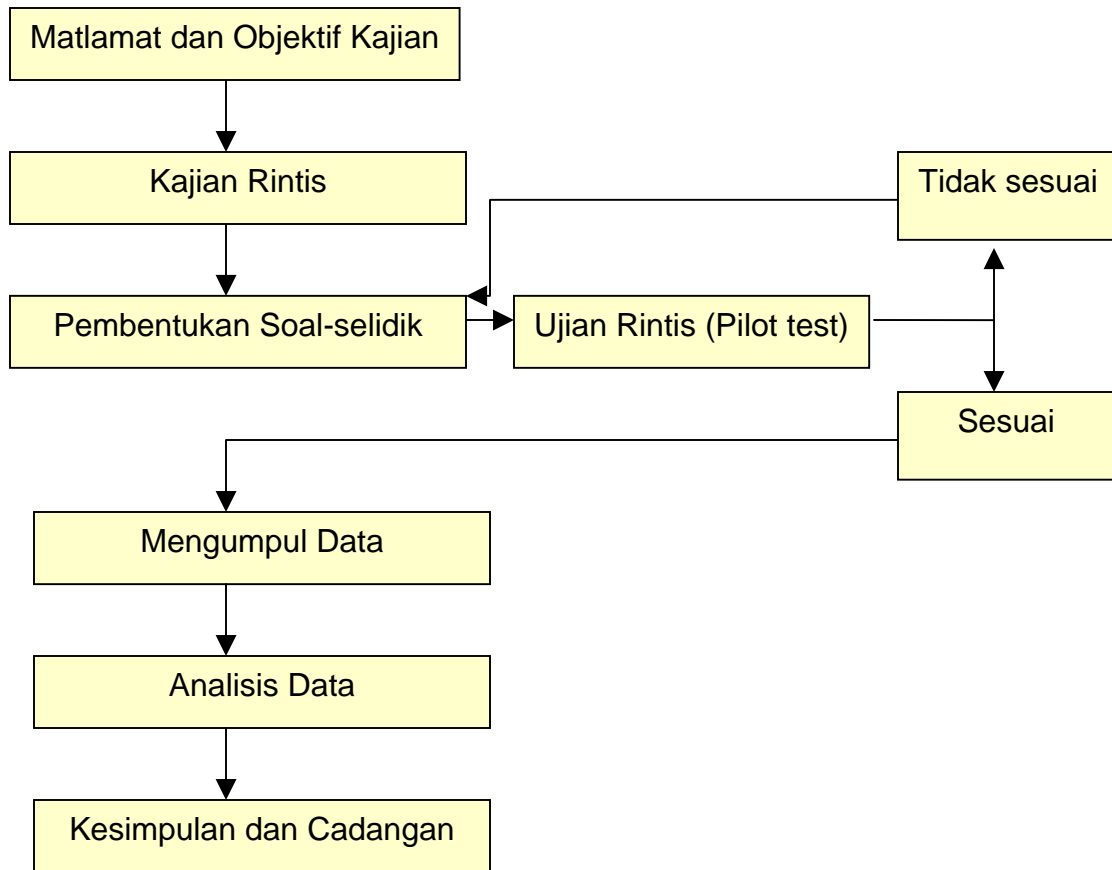 Matlamat dan Objektif Kajian
Kajian Rintis
Tidak sesuai
Pembentukan Soal-selidik
Ujian Rintis (Pilot test)
Sesuai
Mengumpul Data
Analisis Data
Kesimpulan dan Cadangan